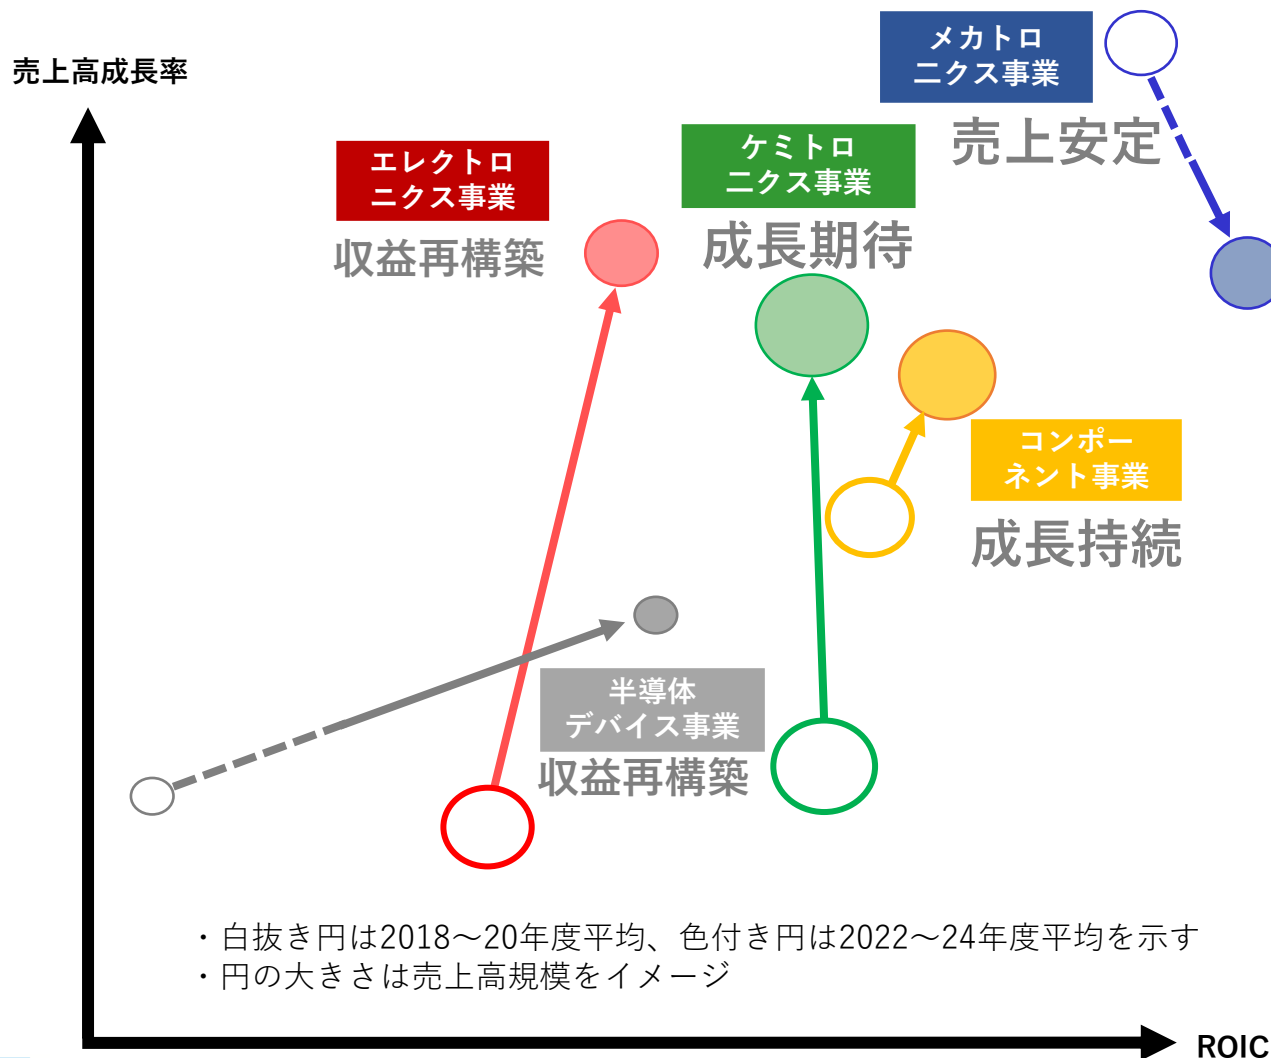 売上高成長率
メカトロ
ニクス事業
売上安定
エレクトロ
ニクス事業
収益再構築
ケミトロ
ニクス事業
成長期待
コンポー
ネント事業
成長持続
半導体
デバイス事業
収益再構築
・白抜き円は2018～20年度平均、色付き円は2022～24年度平均を示す
・円の大きさは売上高規模をイメージ
ROIC